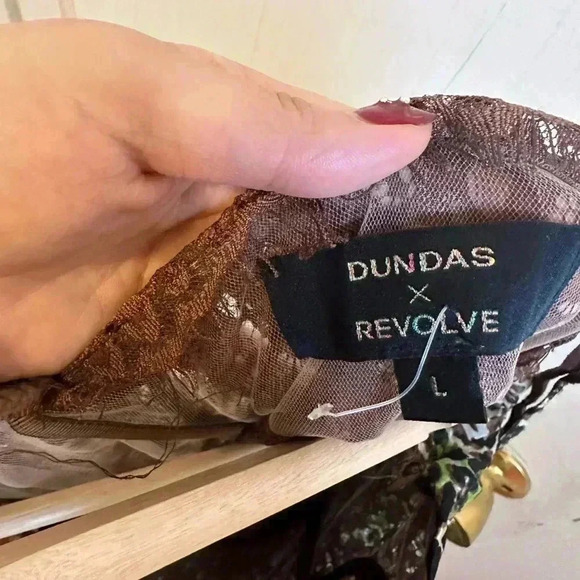 DUNDAS
×
REVOLVE
L